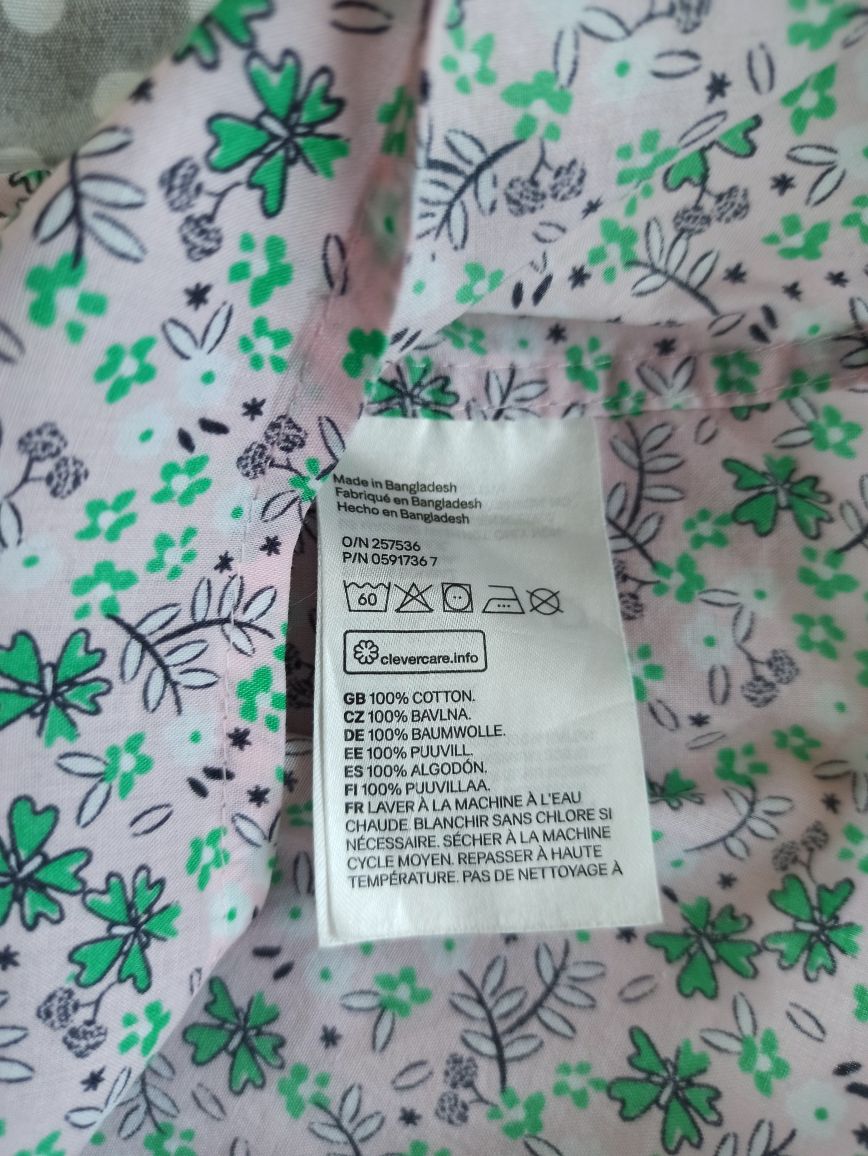 Made in Bangladesh
Fabriqué en Bangladesh
Hecho en Bangladesh
O/N 257536
P/N 0591736 7
60
clevercare.info
GB 100% COTTON.
CZ 100% BAVLNA.
DE 100% BAUMWOLLE.
EE 100% PUUVILL.
ES 100% ALGODÓN.
FI 100% PUUVILLAA.
FR LAVER À LA MACHINE À L'EAU
CHAUDE. BLANCHIR SANS CHLORE SI
NÉCESSAIRE. SÉCHER À LA MACHINE
CYCLE MOYEN. REPASSER À HAUTE
TEMPÉRATURE. PAS DE NETTOYAGE À